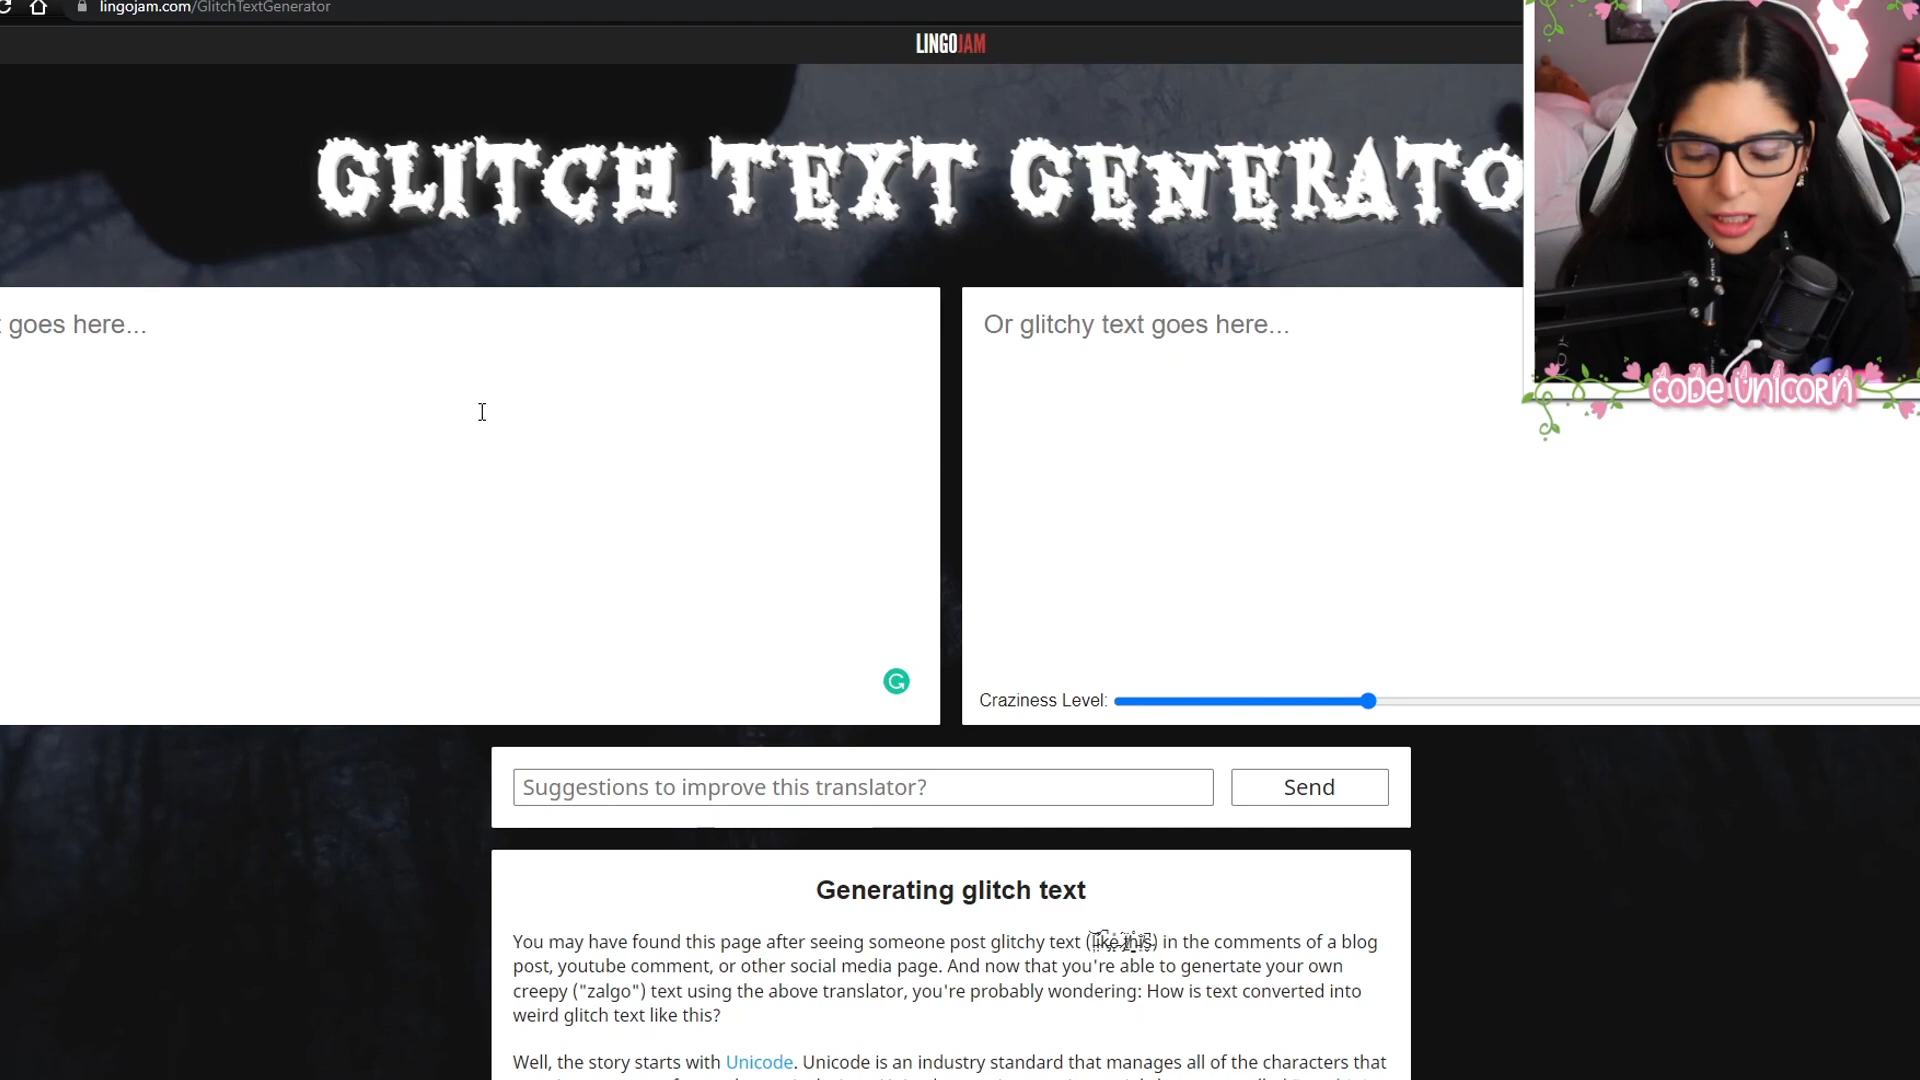 lingojam.com/GlitchTextGenerator
LINGOJAM
GLITCH TEXT GENERATO
goes here...
Or glitchy text goes here...
CODE UNICORN
Craziness Level:
Suggestions to improve this translator?
Send
Generating glitch text
You may have found this page after seeing someone post glitchy text (like this) in the comments of a blog
post, youtube comment, or other social media page. And now that you're able to genertate your own
creepy ("zalgo") text using the above translator, you're probably wondering: How is text converted into
weird glitch text like this?
Well, the story starts with Unicode. Unicode is an industry standard that manages all of the characters that